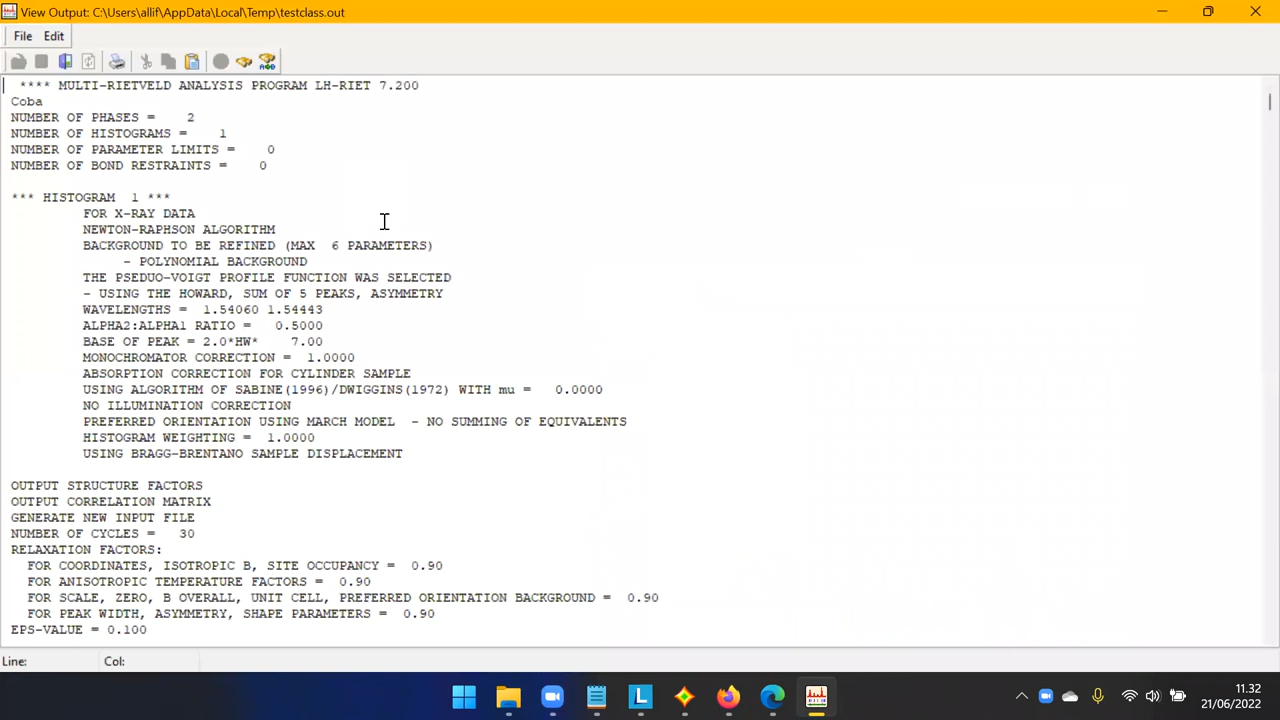 View Output: C:\Users\allif\AppData\Local\Temp\testclass.out
File Edit
**** MULTI-RIETVELD ANALYSIS PROGRAM LH-RIET 7.200
Coba
NUMBER OF PHASES = 2
NUMBER OF HISTOGRAMS = 1
NUMBER OF PARAMETER LIMITS = 0
NUMBER OF BOND RESTRAINTS = 0
*** HISTOGRAM 1 ***
FOR X-RAY DATA
NEWTON-RAPHSON ALGORITHM
BACKGROUND TO BE REFINED (MAX 6 PARAMETERS)
- POLYNOMIAL BACKGROUND
THE PSEDUO-VOIGT PROFILE FUNCTION WAS SELECTED
- USING THE HOWARD, SUM OF 5 PEAKS, ASYMMETRY
WAVELENGTHS = 1.54060 1.54443
ALPHA2:ALPHA1 RATIO = 0.5000
BASE OF PEAK = 2.0*HW* 7.00
MONOCHROMATOR CORRECTION = 1.0000
ABSORPTION CORRECTION FOR CYLINDER SAMPLE
USING ALGORITHM OF SABINE(1996)/DWIGGINS(1972) WITH mu = 0.0000
NO ILLUMINATION CORRECTION
PREFERRED ORIENTATION USING MARCH MODEL - NO SUMMING OF EQUIVALENTS
HISTOGRAM WEIGHTING = 1.0000
USING BRAGG-BRENTANO SAMPLE DISPLACEMENT
OUTPUT STRUCTURE FACTORS
OUTPUT CORRELATION MATRIX
GENERATE NEW INPUT FILE
NUMBER OF CYCLES = 30
RELAXATION FACTORS:
FOR COORDINATES, ISOTROPIC B, SITE OCCUPANCY = 0.90
FOR ANISOTROPIC TEMPERATURE FACTORS = 0.90
FOR SCALE, ZERO, B OVERALL, UNIT CELL, PREFERRED ORIENTATION BACKGROUND = 0.90
FOR PEAK WIDTH, ASYMMETRY, SHAPE PARAMETERS = 0.90
EPS-VALUE = 0.100
Line: Col:
L
11.32
21/06/2022